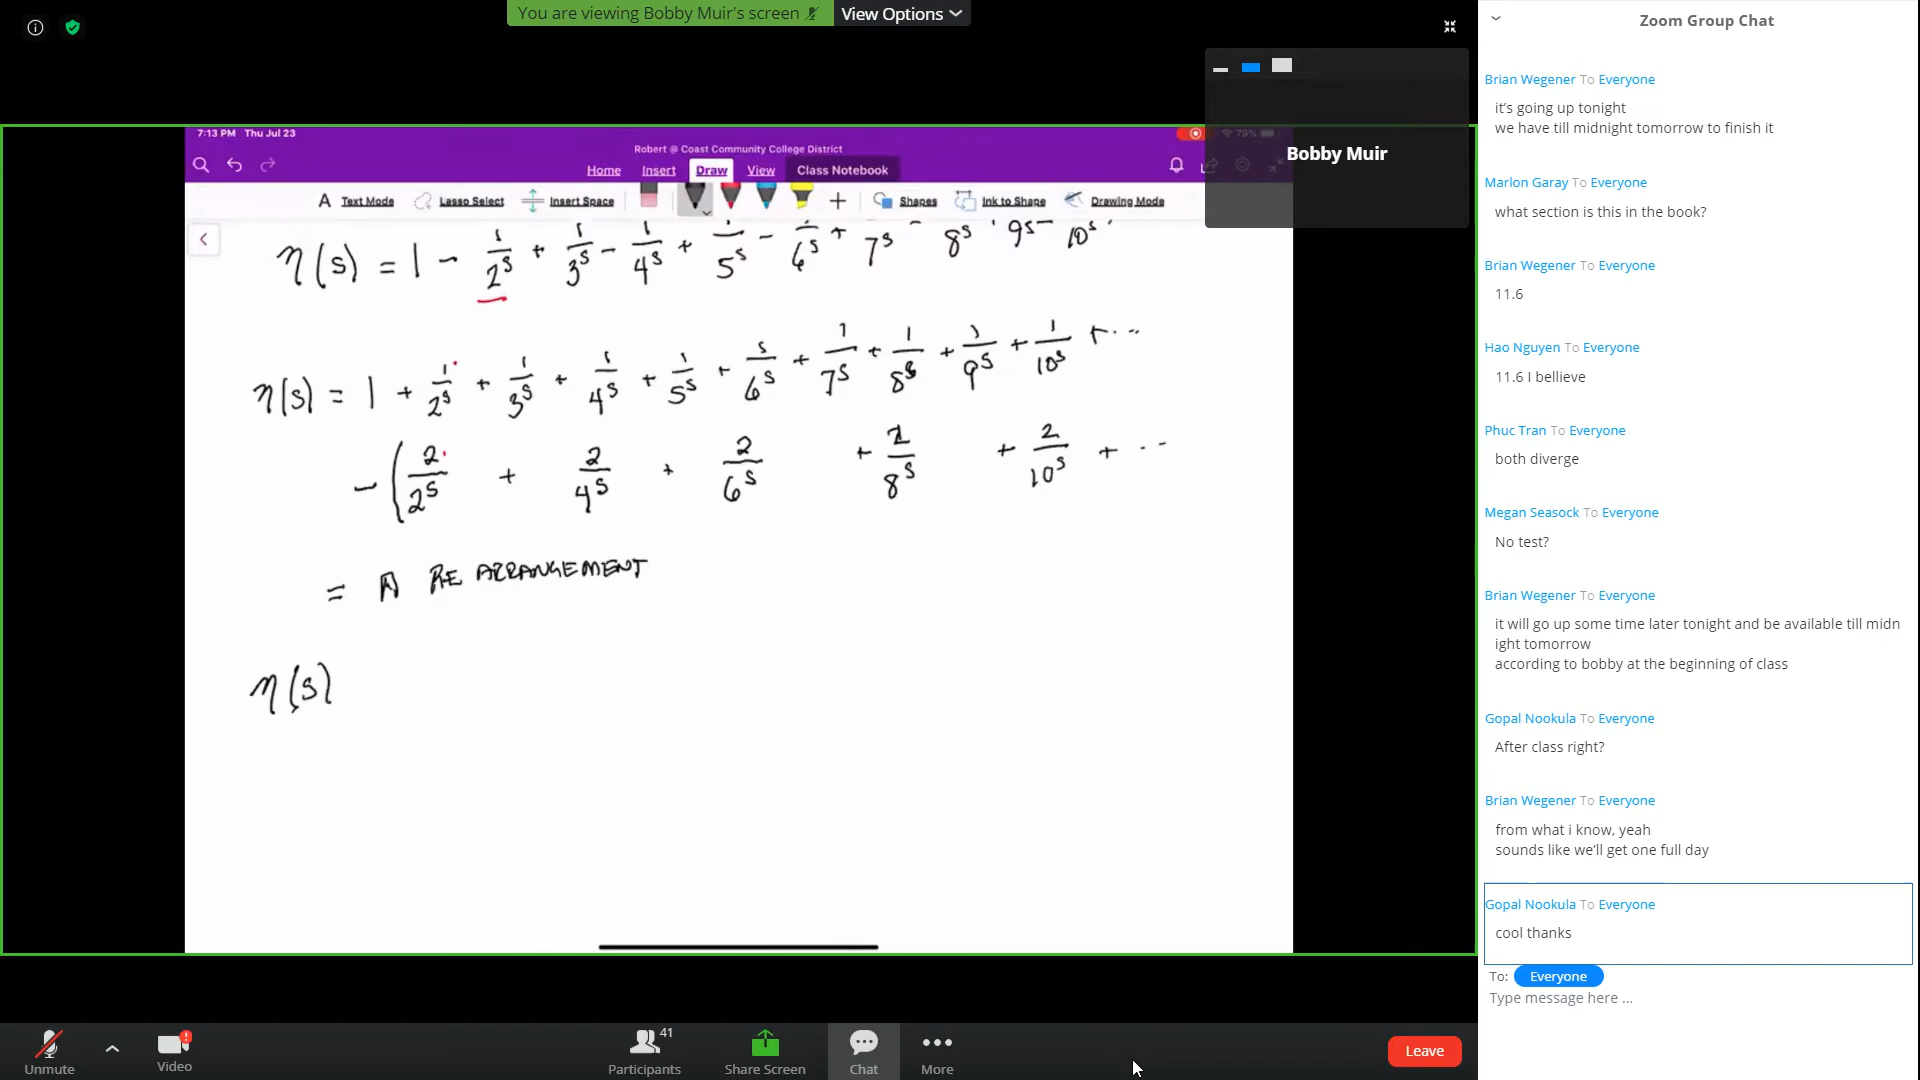 You are viewing Bobby Muir's screen
View Options
Zoom Group Chat
Brian Wegener To Everyone
it's going up tonight
we have till midnight tomorrow to finish it
Marlon Garay To Everyone
what section is this in the book?
Brian Wegener To Everyone
11.6
Hao Nguyen To Everyone
11.6 I bellieve
Phuc Tran To Everyone
both diverge
Megan Seasock To Everyone
No test?
Brian Wegener To Everyone
it will go up some time later tonight and be available till midn
ight tomorrow
according to bobby at the beginning of class
Gopal Nookula To Everyone
After class right?
Brian Wegener To Everyone
from what i know, yeah
sounds like we'll get one full day
Gopal Nookula To Everyone
cool thanks
To: Everyone
Type message here ...
Bobby Muir
7:13 PM Thu Jul 23
79%
Robert @ Coast Community College District
Home Insert Draw View Class Notebook
A Text Mode Lasso Select Insert Space + Shapes Ink to Shape Drawing Mode
η(s) = 1 - 1/2^s + 1/3^s - 1/4^s + 1/5^s - 1/6^s + 1/7^s - 1/8^s + 1/9^s - 1/10^s
η(s) = 1 + 1/2^s + 1/3^s + 1/4^s + 1/5^s + 1/6^s + 1/7^s + 1/8^s + 1/9^s + 1/10^s + ...
- ( 2/2^s + 2/4^s + 2/6^s + 2/8^s + 2/10^s + ...
= A REARRANGEMENT
η(s)
Unmute
Video
Participants 41
Share Screen
Chat
More
Leave